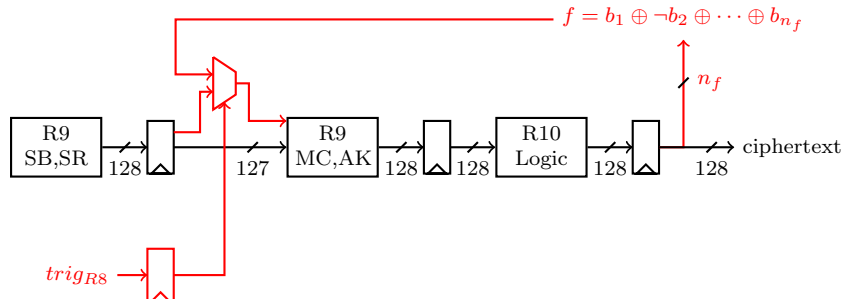 f = b₁ ⊕ ¬b₂ ⊕ ⋯ ⊕ b_{n_f}
n_f
R9
SB,SR
R9
MC,AK
R10
Logic
ciphertext
128
127
128
128
128
128
trig_{R8}